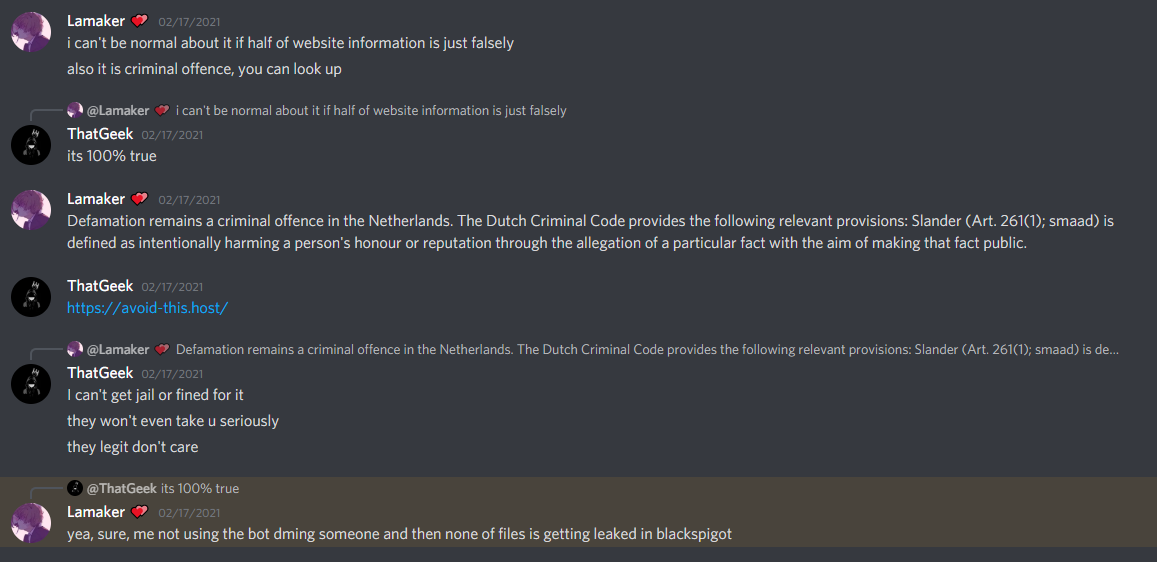 Lamaker 02/17/2021
i can't be normal about it if half of website information is just falsely
also it is criminal offence, you can look up
@Lamaker i can't be normal about it if half of website information is just falsely
ThatGeek 02/17/2021
its 100% true
Lamaker 02/17/2021
Defamation remains a criminal offence in the Netherlands. The Dutch Criminal Code provides the following relevant provisions: Slander (Art. 261(1); smaad) is
defined as intentionally harming a person's honour or reputation through the allegation of a particular fact with the aim of making that fact public.
ThatGeek 02/17/2021
https://avoid-this.host/
@Lamaker Defamation remains a criminal offence in the Netherlands. The Dutch Criminal Code provides the following relevant provisions: Slander (Art. 261(1); smaad) is de...
ThatGeek 02/17/2021
I can't get jail or fined for it
they won't even take u seriously
they legit don't care
@ThatGeek its 100% true
Lamaker 02/17/2021
yea, sure, me not using the bot dming someone and then none of files is getting leaked in blackspigot